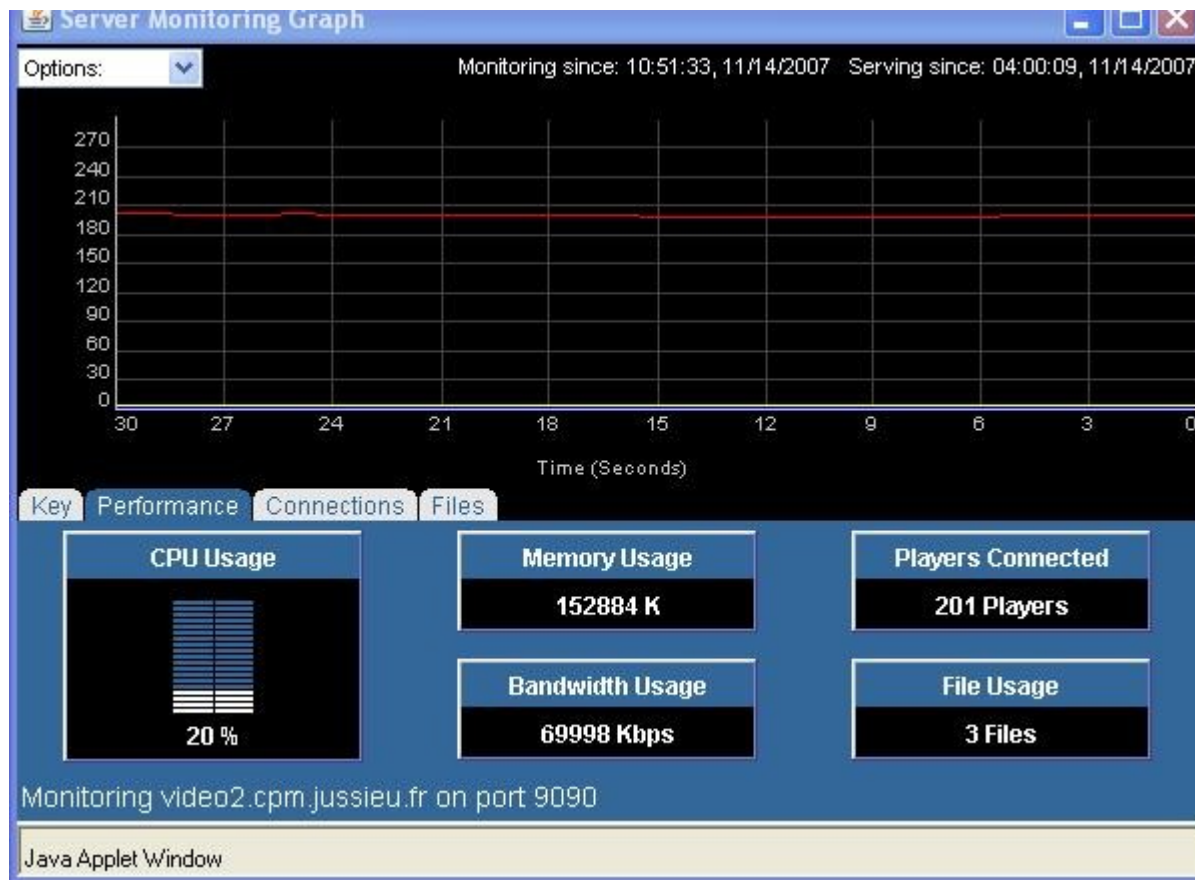 Server Monitoring Graph
Options:
Monitoring since: 10:51:33, 11/14/2007 Serving since: 04:00:09, 11/14/2007
270
240
210
180
150
120
90
60
30
0
30 27 24 21 18 15 12 9 6 3 0
Time (Seconds)
Key Performance Connections Files
CPU Usage
20 %
Memory Usage
152884 K
Players Connected
201 Players
Bandwidth Usage
69998 Kbps
File Usage
3 Files
Monitoring video2.cpm.jussieu.fr on port 9090
Java Applet Window